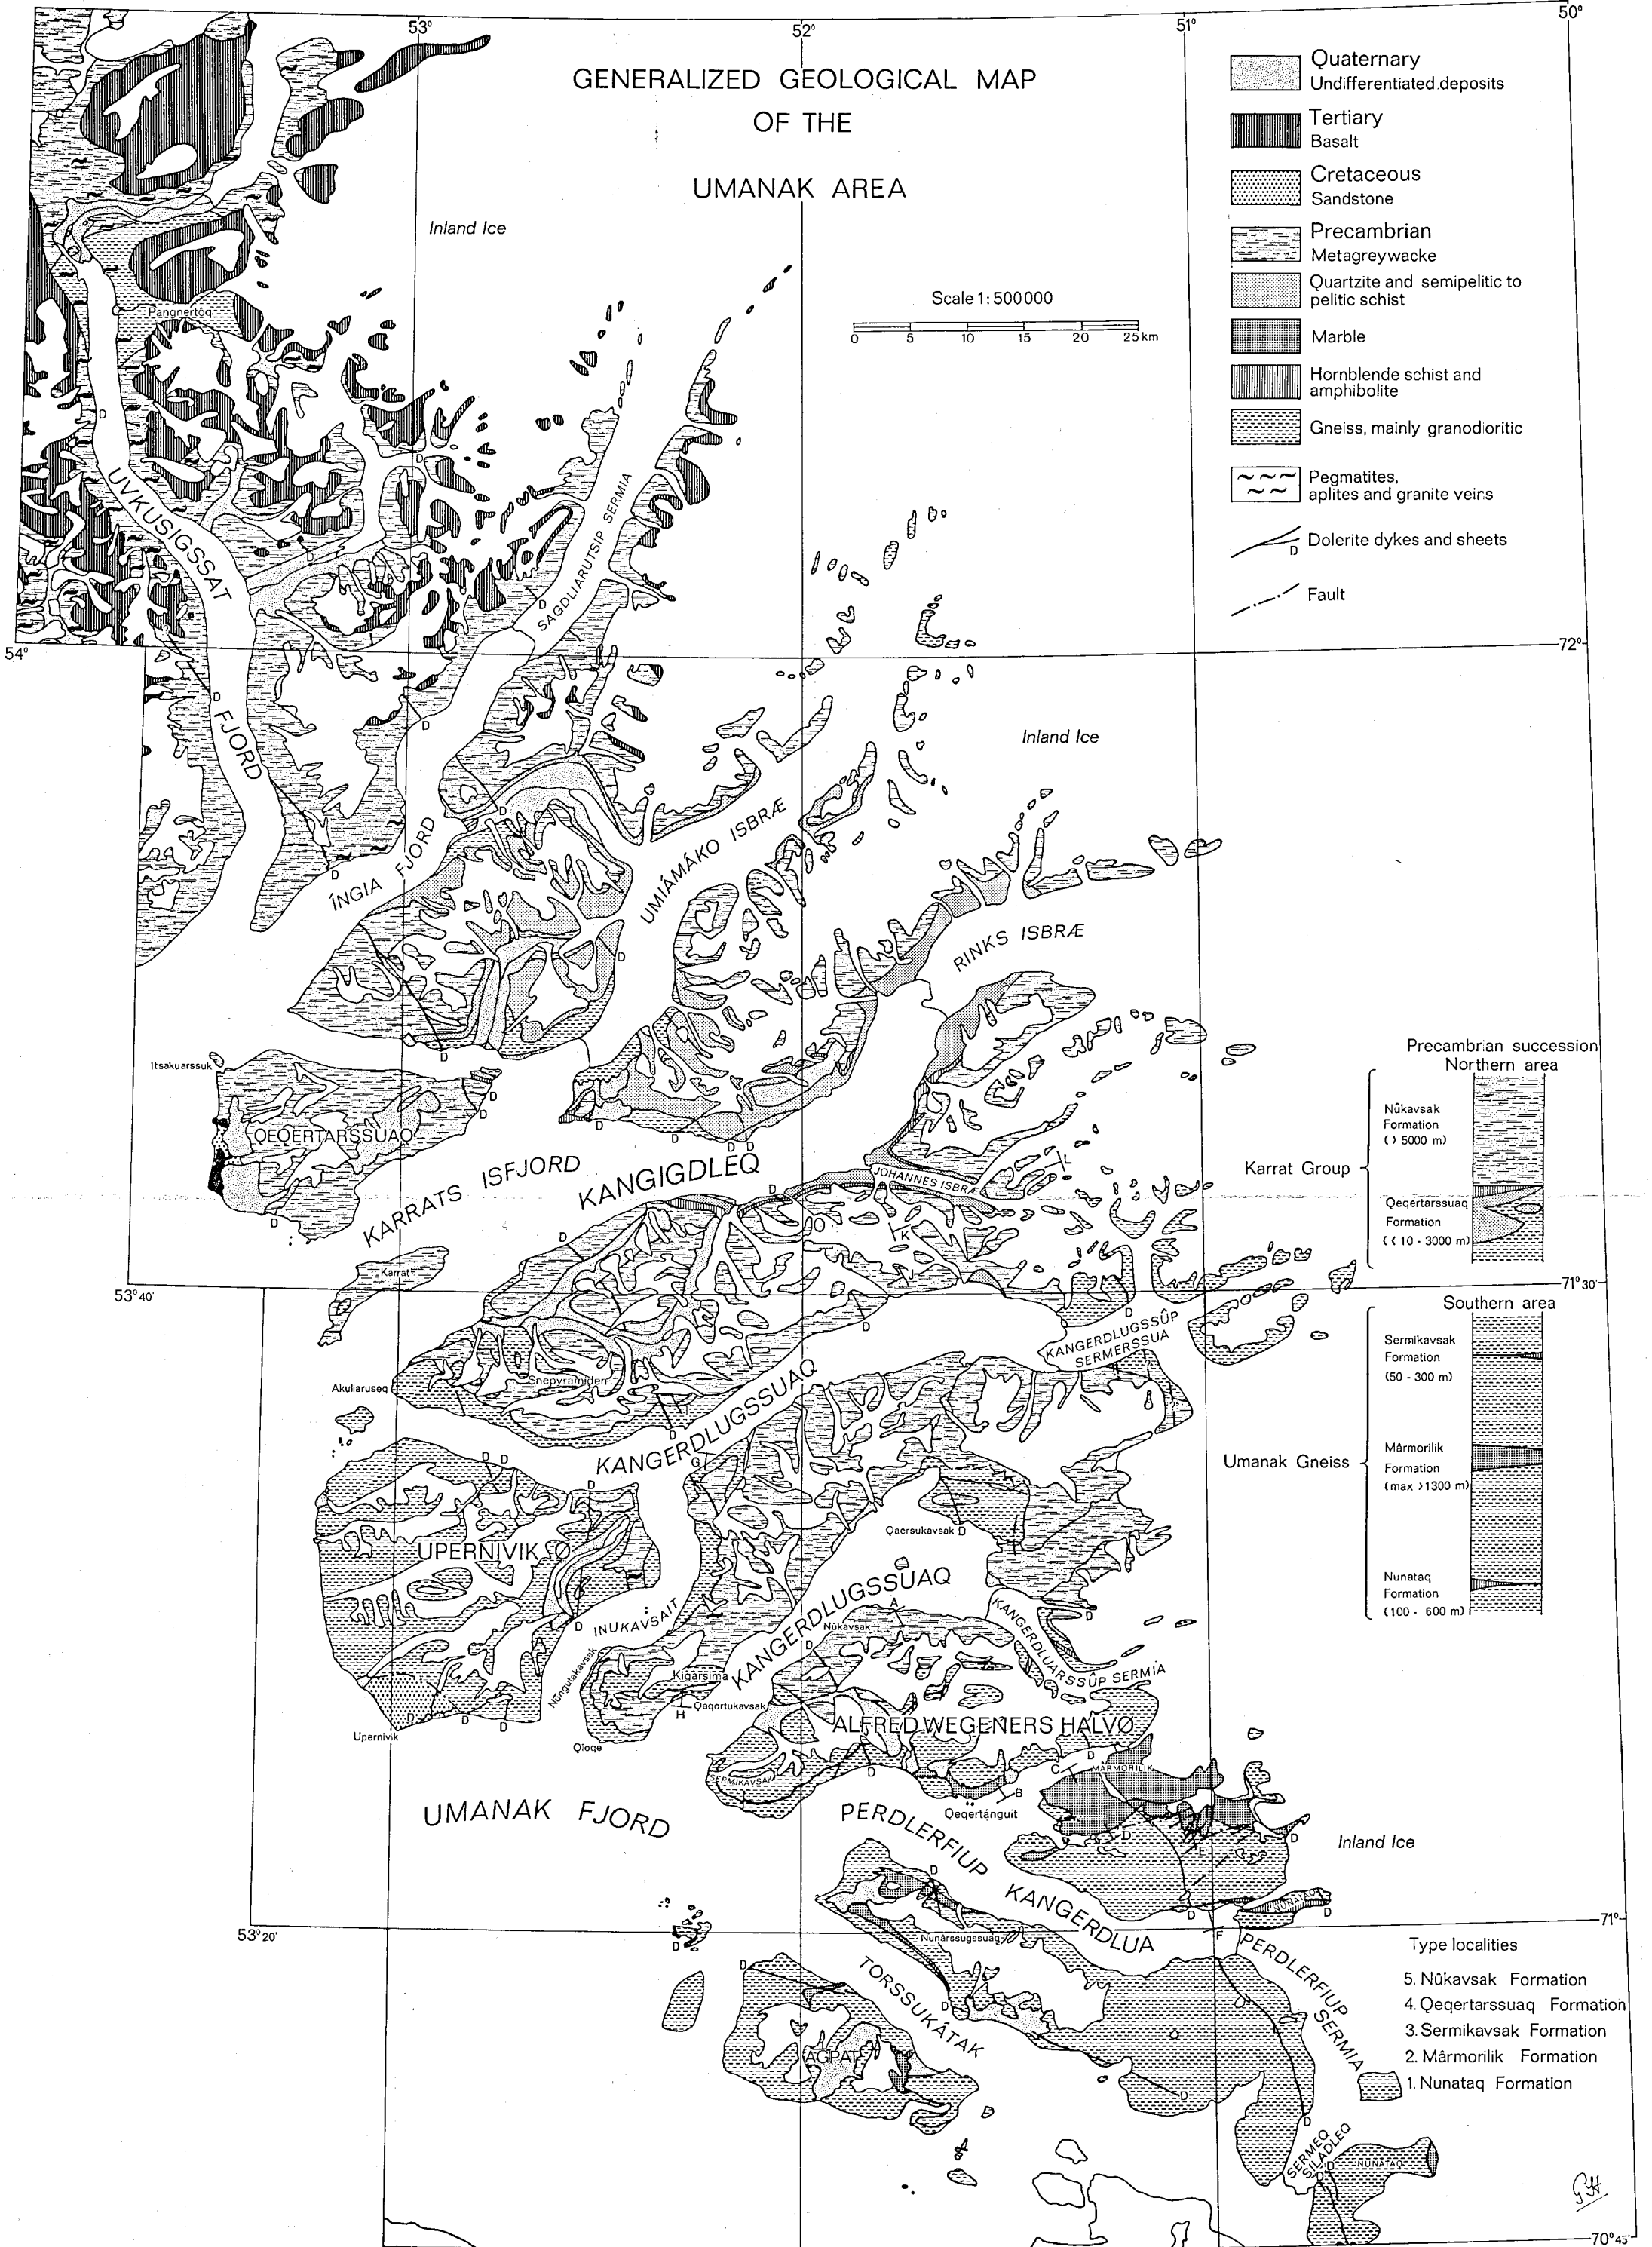 53°
52°
51°
50°
GENERALIZED GEOLOGICAL MAP
OF THE
UMANAK AREA
Quaternary
Undifferentiated deposits
Tertiary
Basalt
Cretaceous
Sandstone
Precambrian
Metagreywacke
Quartzite and semipelitic to
pelitic schist
Marble
Hornblende schist and
amphibolite
Gneiss, mainly granodioritic
Pegmatites,
aplites and granite veins
D
Dolerite dykes and sheets
Fault
Inland Ice
Scale 1:500000
0 5 10 15 20 25 km
Pangnertôq
UVKUSIGSSAT
FJORD
SAGDLIARUTSIP SERMIA
54°
72°
Inland Ice
ÍNGIA FJORD
UMIÁMÁKO ISBRÆ
RINKS ISBRÆ
Itsakuarssuk
QEQERTARSSUAQ
KARRATS ISFJORD
KANGIGDLEQ
JOHANNES ISBRÆ
L
K
J
Karrat
53°40'
71°30'
Precambrian succession
Northern area
Nûkavsak
Formation
(> 5000 m)
Karrat Group
Qeqertarssuaq
Formation
(< 10 - 3000 m)
Southern area
Sermikavsak
Formation
(50 - 300 m)
Mârmorilik
Formation
(max >1300 m)
Umanak Gneiss
Nunataq
Formation
(100 - 600 m)
KANGERDLUGSSÛP
SERMERSSUA
Akuliaruseq
Snepyramiden
KANGERDLUGSSUAQ
G
UPERNIVIK Ø
Qaersukavsak
INUKAVSAIT
KANGERDLUGSSUAQ
A
Nûkavsak
KANGERDLUARSSÛP SERMIA
Nûngutakavsak
Kigarsima
Qaqortukavsak
H
Upernivik
Qioqe
ALFRED WEGENERS HALVØ
SERMIKAVSAK
C
MÂRMORILIK
B
Qeqertánguit
E
UMANAK FJORD
PERDLERFIUP
KANGERDLUA
Inland Ice
NUNATAQ
53°20'
71°
F
Nunârssugssuaq
TORSSUKÁTAK
AGPAT
PERDLERFIUP
SERMIA
Type localities
5. Nûkavsak Formation
4. Qeqertarssuaq Formation
3. Sermikavsak Formation
2. Mârmorilik Formation
1. Nunataq Formation
SERMEQ
SILADLEQ
NUNATAQ
70°45'